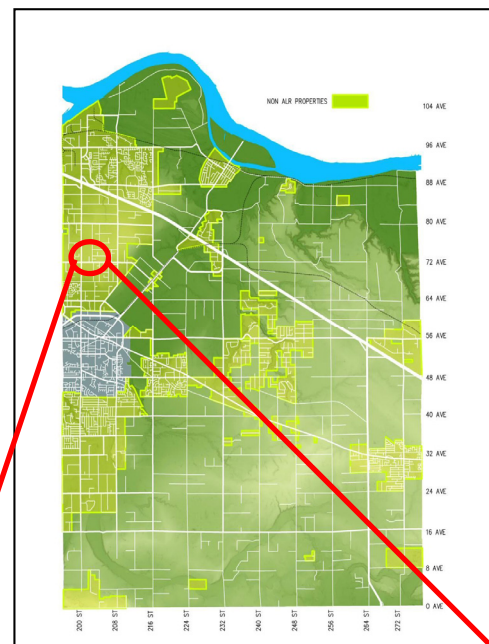 NON ALR PROPERTIES
104 AVE
96 AVE
88 AVE
80 AVE
72 AVE
64 AVE
56 AVE
48 AVE
40 AVE
32 AVE
24 AVE
16 AVE
8 AVE
0 AVE
200 ST
208 ST
216 ST
224 ST
232 ST
240 ST
248 ST
256 ST
264 ST
272 ST